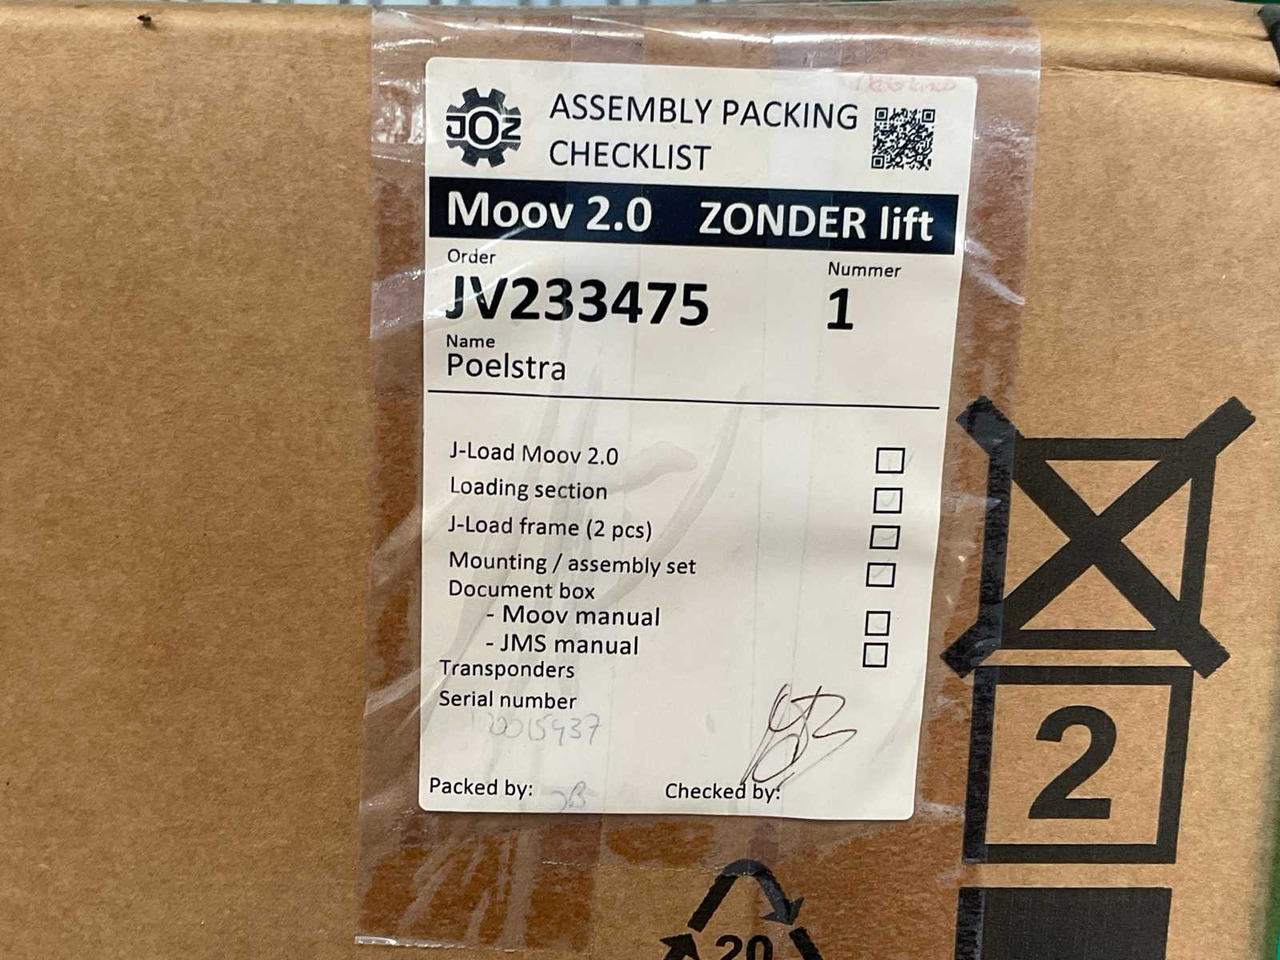 JOZ
ASSEMBLY PACKING
CHECKLIST
Moov 2.0 ZONDER lift
Order
Nummer
JV233475
1
Name
Poelstra
J-Load Moov 2.0
Loading section
J-Load frame (2 pcs)
Mounting / assembly set
Document box
- Moov manual
- JMS manual
Transponders
Serial number
Packed by: JB
Checked by:
2
20